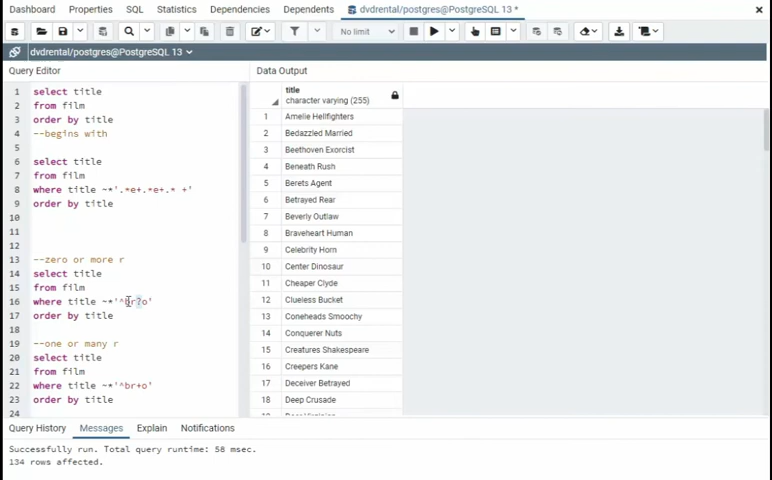 Dashboard Properties SQL Statistics Dependencies Dependents dvdrental/postgres@PostgreSQL 13 *
No limit
dvdrental/postgres@PostgreSQL 13
Query Editor Data Output
1 select title
2 from film
3 order by title
4 --begins with
5
6 select title
7 from film
8 where title ~*'.*e+.*e+.* +'
9 order by title
10
11
12
13 --zero or more r
14 select title
15 from film
16 where title ~*'^br?o'
17 order by title
18
19 --one or many r
20 select title
21 from film
22 where title ~*'^br+o'
23 order by title
24
title
character varying (255)
1 Amelie Hellfighters
2 Bedazzled Married
3 Beethoven Exorcist
4 Beneath Rush
5 Berets Agent
6 Betrayed Rear
7 Beverly Outlaw
8 Braveheart Human
9 Celebrity Horn
10 Center Dinosaur
11 Cheaper Clyde
12 Clueless Bucket
13 Coneheads Smoochy
14 Conquerer Nuts
15 Creatures Shakespeare
16 Creepers Kane
17 Deceiver Betrayed
18 Deep Crusade
Query History Messages Explain Notifications
Successfully run. Total query runtime: 58 msec.
134 rows affected.